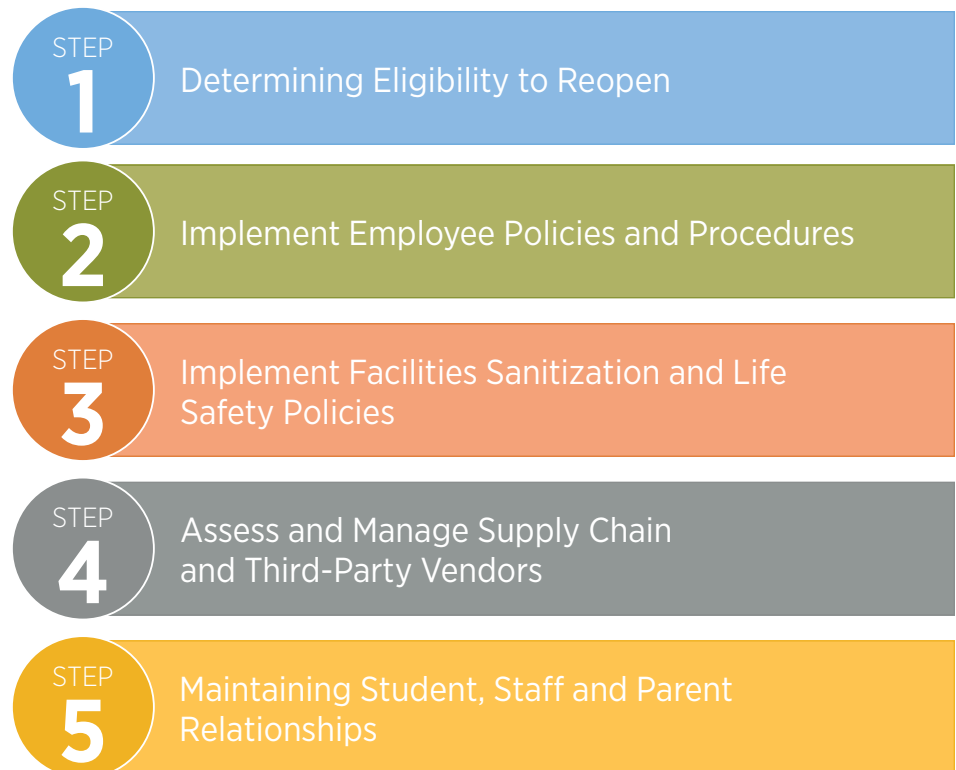 STEP
1
Determining Eligibility to Reopen
STEP
2
Implement Employee Policies and Procedures
STEP
3
Implement Facilities Sanitization and Life
Safety Policies
STEP
4
Assess and Manage Supply Chain
and Third-Party Vendors
STEP
5
Maintaining Student, Staff and Parent
Relationships